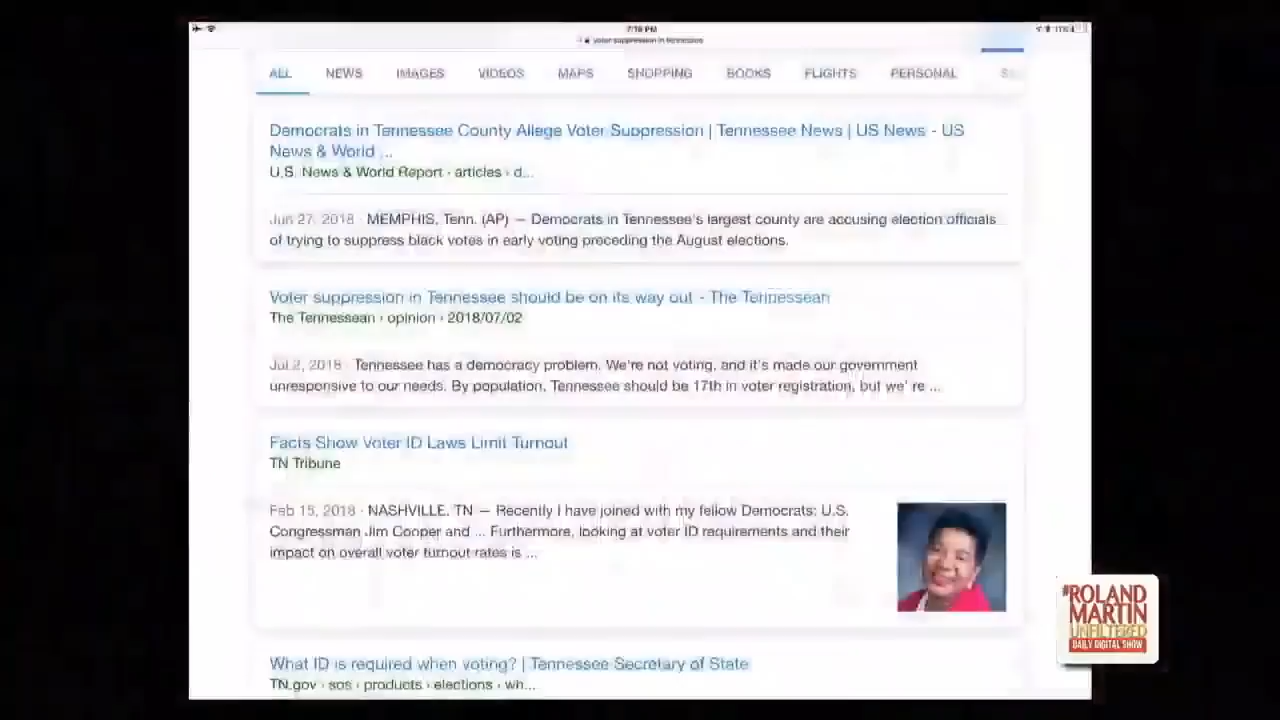 7:19 PM
voter suppression in tennessee
ALL NEWS IMAGES VIDEOS MAPS SHOPPING BOOKS FLIGHTS PERSONAL
Democrats in Tennessee County Allege Voter Suppression | Tennessee News | US News - US
News & World ...
U.S. News & World Report › articles › d...
Jun 27, 2018 · MEMPHIS, Tenn. (AP) — Democrats in Tennessee's largest county are accusing election officials
of trying to suppress black votes in early voting preceding the August elections.
Voter suppression in Tennessee should be on its way out - The Tennessean
The Tennessean › opinion › 2018/07/02
Jul 2, 2018 · Tennessee has a democracy problem. We're not voting, and it's made our government
unresponsive to our needs. By population, Tennessee should be 17th in voter registration, but we' re ...
Facts Show Voter ID Laws Limit Turnout
TN Tribune
Feb 15, 2018 · NASHVILLE, TN — Recently I have joined with my fellow Democrats: U.S.
Congressman Jim Cooper and ... Furthermore, looking at voter ID requirements and their
impact on overall voter turnout rates is ...
What ID is required when voting? | Tennessee Secretary of State
TN.gov › sos › products › elections › wh...
#ROLAND
MARTIN
UNFILTERED
DAILY DIGITAL SHOW